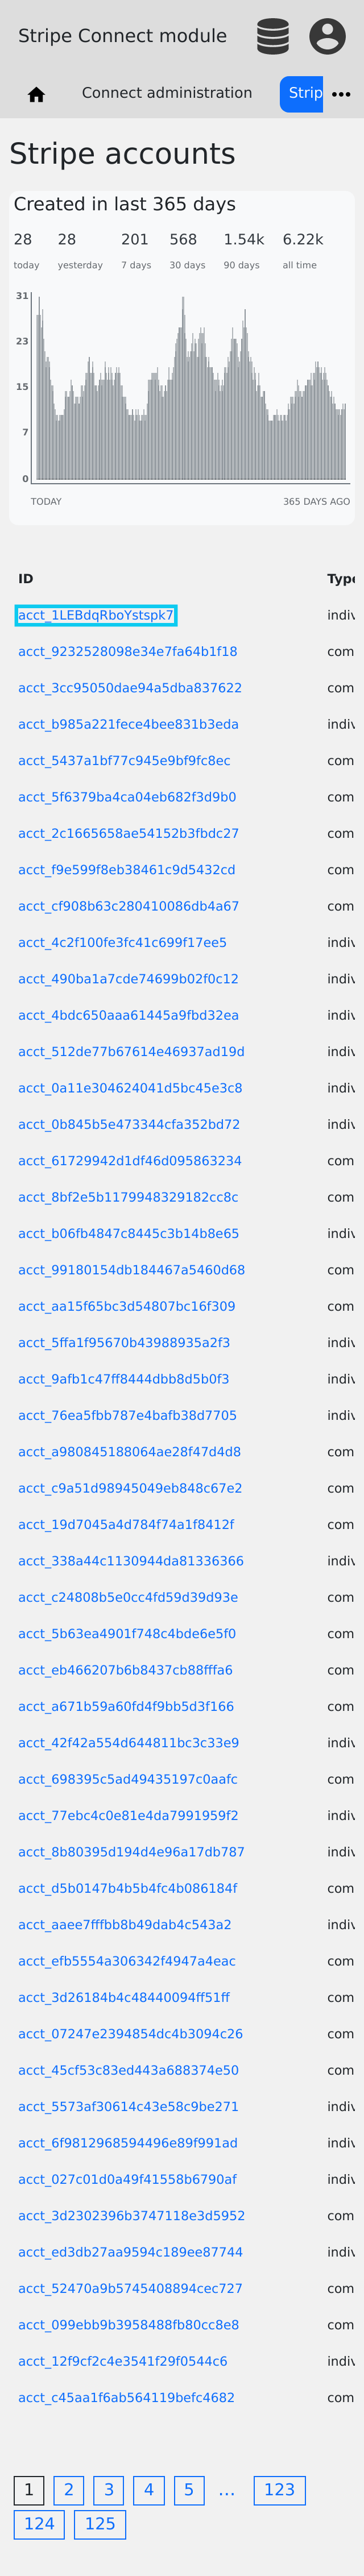 Stripe Connect module
Connect administration Strip
Stripe accounts
Created in last 365 days
28 28 201 568 1.54k 6.22k
today yesterday 7 days 30 days 90 days all time
31
23
15
7
0
TODAY 365 DAYS AGO
ID Type
acct_1LEBdqRboYstspk7 indiv
acct_9232528098e34e7fa64b1f18 com
acct_3cc95050dae94a5dba837622 com
acct_b985a221fece4bee831b3eda indiv
acct_5437a1bf77c945e9bf9fc8ec com
acct_5f6379ba4ca04eb682f3d9b0 com
acct_2c1665658ae54152b3fbdc27 com
acct_f9e599f8eb38461c9d5432cd com
acct_cf908b63c280410086db4a67 com
acct_4c2f100fe3fc41c699f17ee5 indiv
acct_490ba1a7cde74699b02f0c12 indiv
acct_4bdc650aaa61445a9fbd32ea indiv
acct_512de77b67614e46937ad19d indiv
acct_0a11e304624041d5bc45e3c8 indiv
acct_0b845b5e473344cfa352bd72 indiv
acct_61729942d1df46d095863234 com
acct_8bf2e5b1179948329182cc8c com
acct_b06fb4847c8445c3b14b8e65 indiv
acct_99180154db184467a5460d68 com
acct_aa15f65bc3d54807bc16f309 com
acct_5ffa1f95670b43988935a2f3 indiv
acct_9afb1c47ff8444dbb8d5b0f3 indiv
acct_76ea5fbb787e4bafb38d7705 indiv
acct_a980845188064ae28f47d4d8 com
acct_c9a51d98945049eb848c67e2 com
acct_19d7045a4d784f74a1f8412f com
acct_338a44c1130944da81336366 indiv
acct_c24808b5e0cc4fd59d39d93e com
acct_5b63ea4901f748c4bde6e5f0 com
acct_eb466207b6b8437cb88fffa6 com
acct_a671b59a60fd4f9bb5d3f166 com
acct_42f42a554d644811bc3c33e9 indiv
acct_698395c5ad49435197c0aafc com
acct_77ebc4c0e81e4da7991959f2 indiv
acct_8b80395d194d4e96a17db787 indiv
acct_d5b0147b4b5b4fc4b086184f com
acct_aaee7fffbb8b49dab4c543a2 indiv
acct_efb5554a306342f4947a4eac com
acct_3d26184b4c48440094ff51ff com
acct_07247e2394854dc4b3094c26 com
acct_45cf53c83ed443a688374e50 com
acct_5573af30614c43e58c9be271 indiv
acct_6f9812968594496e89f991ad indiv
acct_027c01d0a49f41558b6790af indiv
acct_3d2302396b3747118e3d5952 com
acct_ed3db27aa9594c189ee87744 indiv
acct_52470a9b5745408894cec727 com
acct_099ebb9b3958488fb80cc8e8 com
acct_12f9cf2c4e3541f29f0544c6 indiv
acct_c45aa1f6ab564119befc4682 com
1 2 3 4 5 … 123
124 125